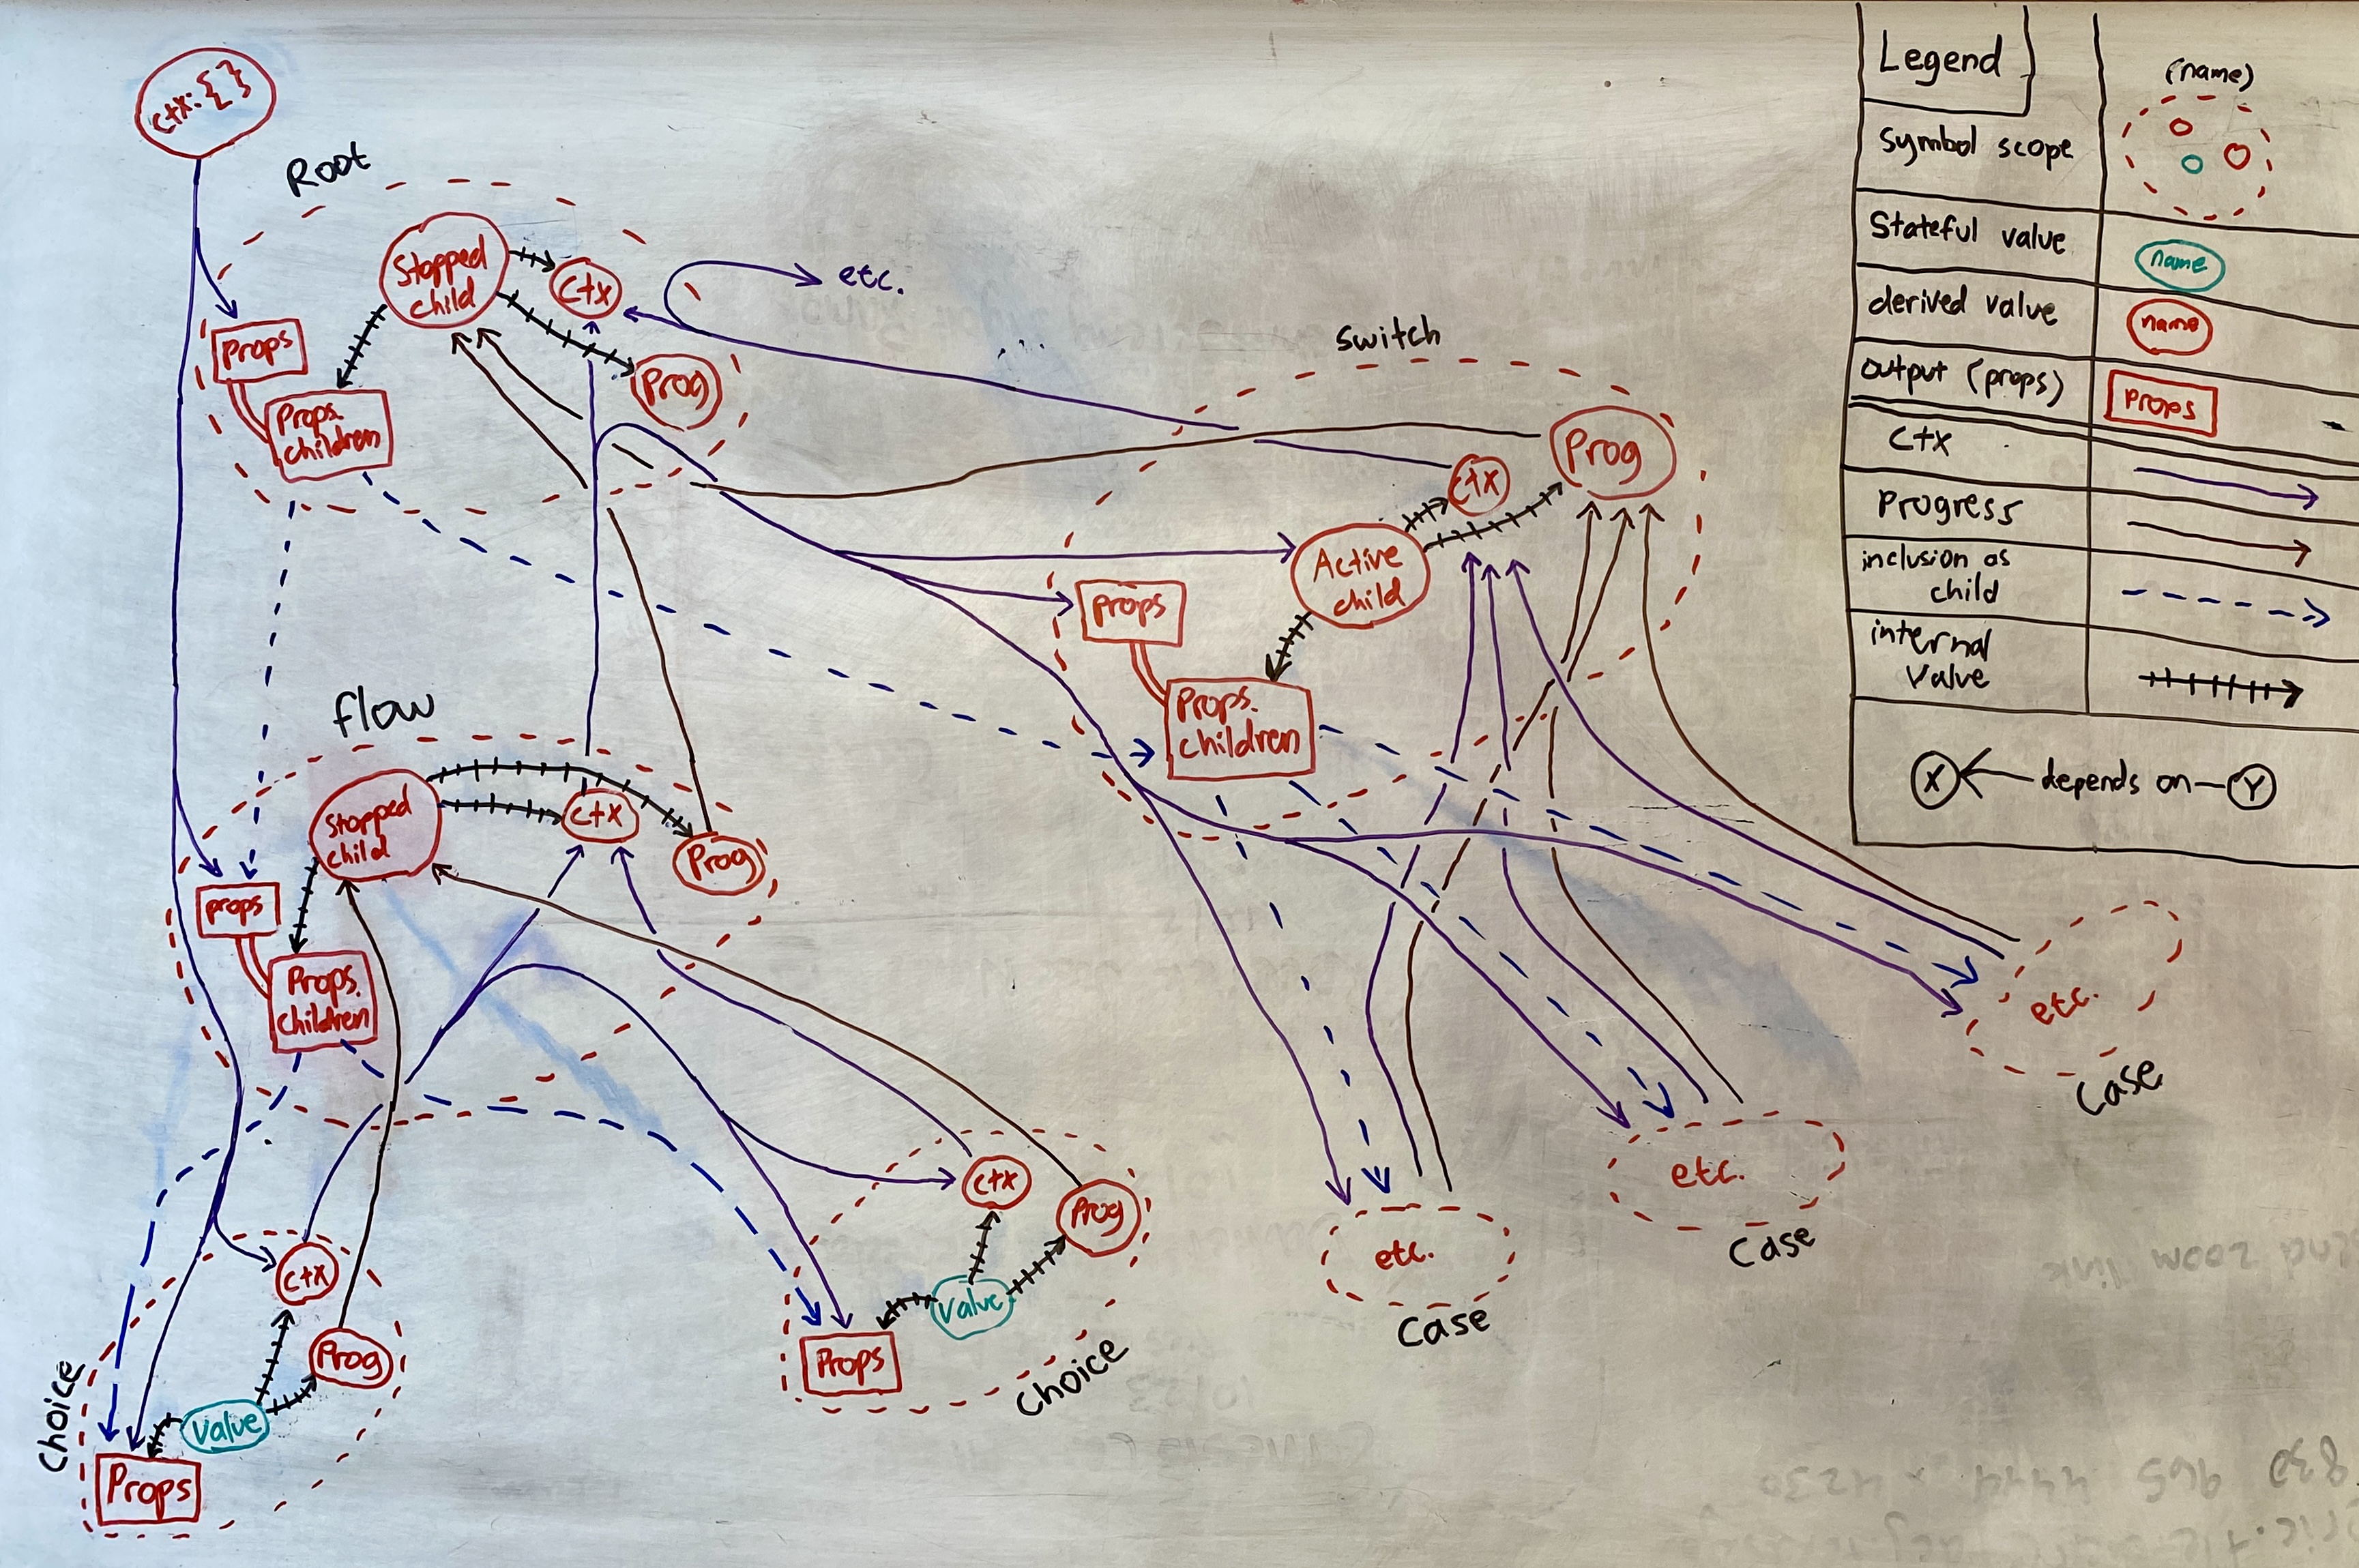 ctx: { }
Root
Stopped
child
ctx
Prog
props
Props.
children
etc.
switch
Prog
ctx
Active
child
props
Props.
children
flow
Stopped
child
ctx
Prog
props
Props.
children
ctx
Prog
Value
Props
choice
ctx
Prog
Value
Props
Choice
etc.
Case
etc.
Case
etc.
Case
Legend
(name)
Symbol scope
Stateful value
name
derived value
name
output (props)
props
ctx
Progress
inclusion as
child
internal
Value
X
depends on
Y